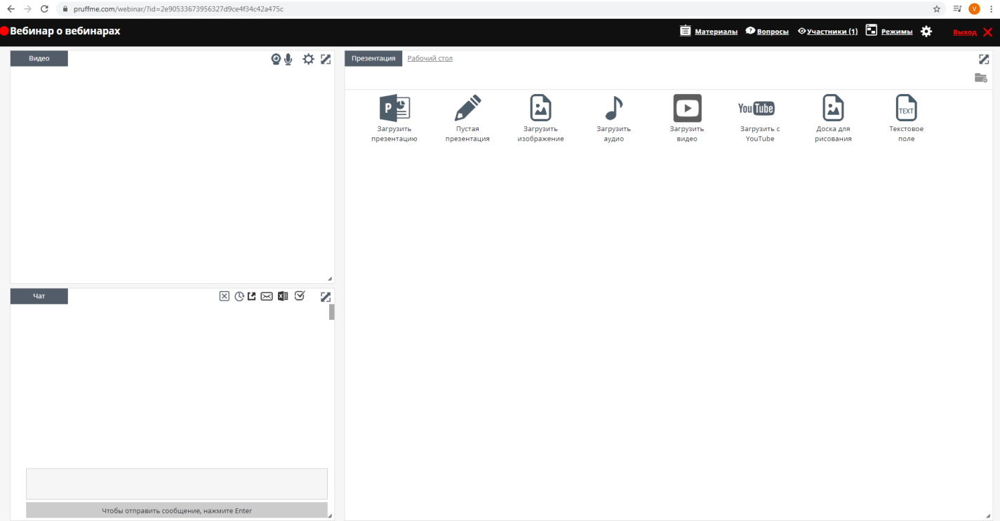 pruffme.com/webinar/?id=2e90533673956327d9ce4f34c42a475c
V
Вебинар о вебинарах
Материалы
Вопросы
Участники (1)
Режимы
Выход
Видео
Презентация
Рабочий стол
P
Загрузить
презентацию
Пустая
презентация
Загрузить
изображение
Загрузить
аудио
Загрузить
видео
You Tube
Загрузить с
YouTube
Доска для
рисования
TEXT
Текстовое
поле
Чат
Чтобы отправить сообщение, нажмите Enter